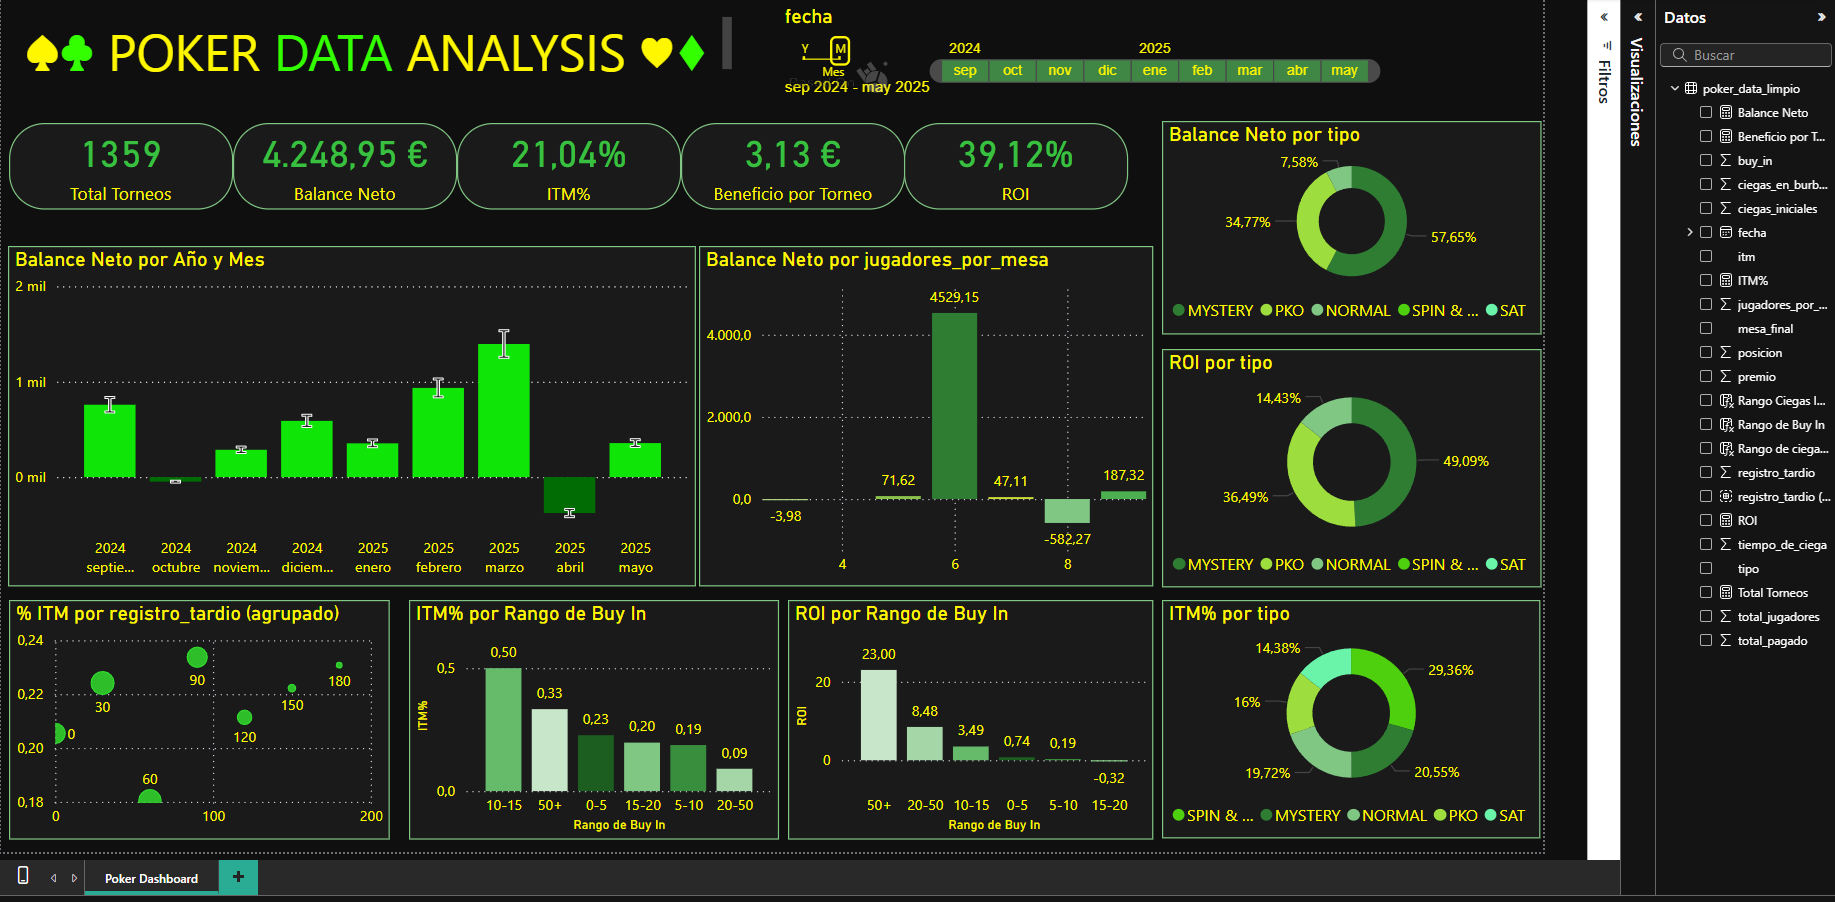 ♠♣ POKER DATA ANALYSIS ♥♦
fecha
Y M
Mes
sep 2024 - may 2025
2024 2025
sep oct nov dic ene feb mar abr may
1359
Total Torneos
4.248,95 €
Balance Neto
21,04%
ITM%
3,13 €
Beneficio por Torneo
39,12%
ROI
Balance Neto por tipo
7,58%
34,77%
57,65%
MYSTERY PKO NORMAL SPIN & ... SAT
Balance Neto por Año y Mes
2 mil
1 mil
0 mil
2024 2024 2024 2024 2025 2025 2025 2025 2025
septie... octubre noviem... diciem... enero febrero marzo abril mayo
Balance Neto por jugadores_por_mesa
4529,15
4.000,0
2.000,0
187,32
71,62
47,11
0,0
-3,98
-582,27
4 6 8
ROI por tipo
14,43%
49,09%
36,49%
MYSTERY PKO NORMAL SPIN & ... SAT
% ITM por registro_tardio (agrupado)
0,24
0,22
0,20
0,18
90
180
30
150
0
120
60
0 100 200
ITM% por Rango de Buy In
ITM%
0,5
0,0
0,50
0,33
0,23
0,20
0,19
0,09
10-15 50+ 0-5 15-20 5-10 20-50
Rango de Buy In
ROI por Rango de Buy In
ROI
20
0
23,00
8,48
3,49
0,74
0,19
-0,32
50+ 20-50 10-15 0-5 5-10 15-20
Rango de Buy In
ITM% por tipo
14,38%
29,36%
16%
19,72%
20,55%
SPIN & ... MYSTERY NORMAL PKO SAT
Poker Dashboard
+
Filtros
Visualizaciones
Datos
Buscar
poker_data_limpio
Balance Neto
Beneficio por T...
buy_in
ciegas_en_burb...
ciegas_iniciales
fecha
itm
ITM%
jugadores_por_...
mesa_final
posicion
premio
Rango Ciegas I...
Rango de Buy In
Rango de ciega...
registro_tardio
registro_tardio (...
ROI
tiempo_de_ciega
tipo
Total Torneos
total_jugadores
total_pagado